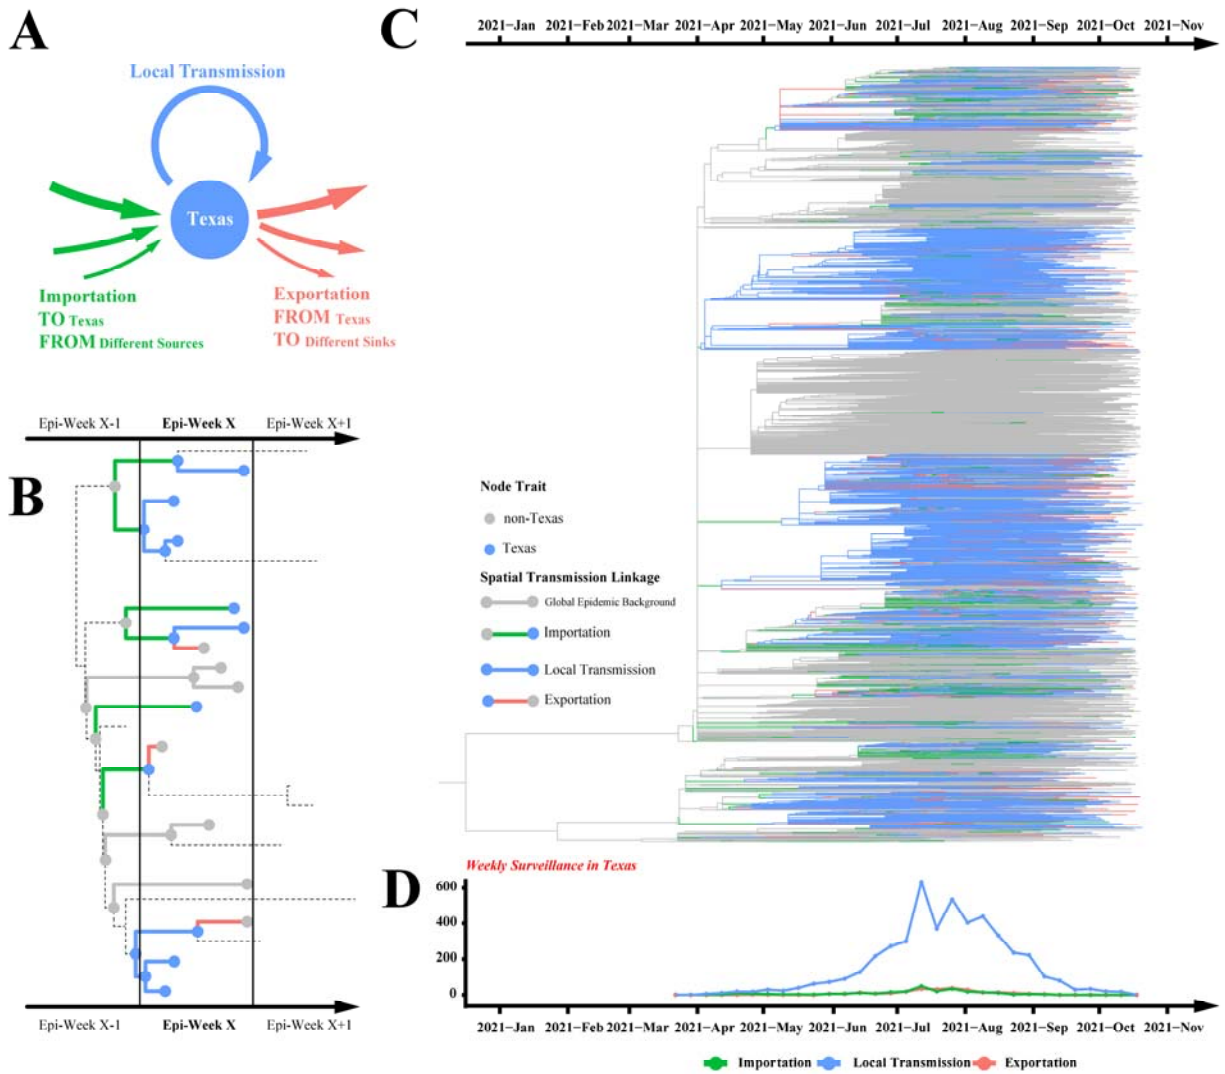 A
Local Transmission
Texas
Importation
TO Texas
FROM Different Sources
Exportation
FROM Texas
TO Different Sinks
B
Epi-Week X-1 Epi-Week X Epi-Week X+1
Epi-Week X-1 Epi-Week X Epi-Week X+1
C
2021-Jan 2021-Feb 2021-Mar 2021-Apr 2021-May 2021-Jun 2021-Jul 2021-Aug 2021-Sep 2021-Oct 2021-Nov
Node Trait
non-Texas
Texas
Spatial Transmission Linkage
Global Epidemic Background
Importation
Local Transmission
Exportation
D
Weekly Surveillance in Texas
600
400
200
0
2021-Jan 2021-Feb 2021-Mar 2021-Apr 2021-May 2021-Jun 2021-Jul 2021-Aug 2021-Sep 2021-Oct 2021-Nov
Importation Local Transmission Exportation